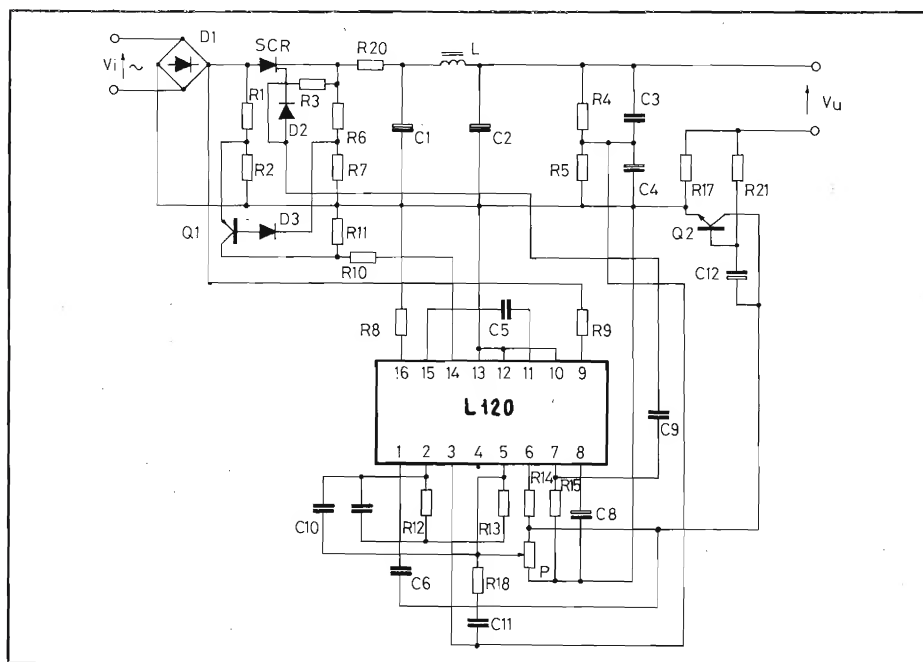 D1
SCR
R20
L
Vi
~
R1
R3
D2
R6
C1
C2
R4
C3
Vu
R2
R7
R5
C4
R17
R21
Q1
D3
R11
Q2
R10
C12
R8
C5
R9
16 15 14 13 12 11 10 9
L120
C9
1 2 3 4 5 6 7 8
R14
R15
C10
R12
R13
C8
C6
R18
P
C11